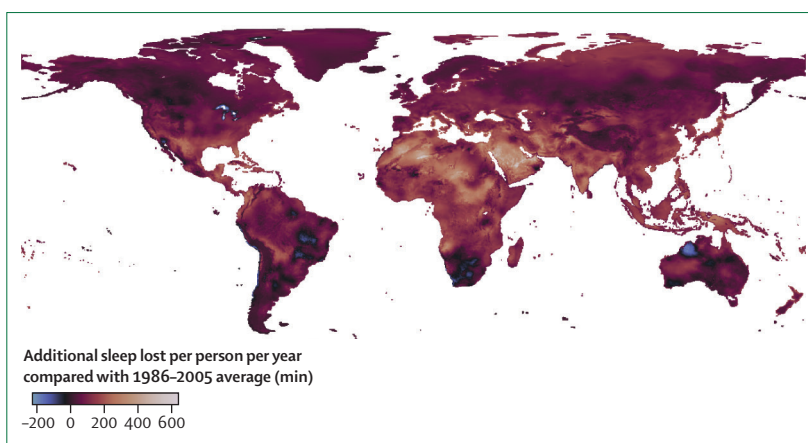 Additional sleep lost per person per year
compared with 1986–2005 average (min)
–200 0 200 400 600